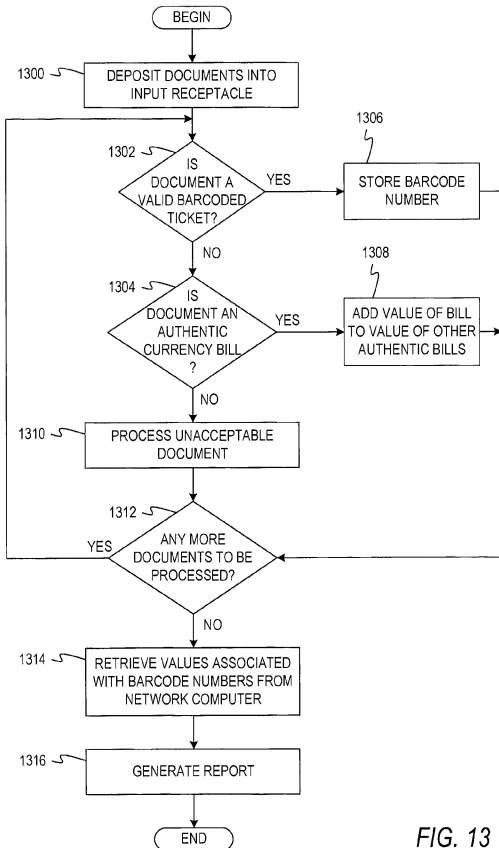 BEGIN
1300
DEPOSIT DOCUMENTS INTO
INPUT RECEPTACLE
1302
IS
DOCUMENT A
VALID BARCODED
TICKET?
YES
1306
STORE BARCODE
NUMBER
NO
1304
IS
DOCUMENT AN
AUTHENTIC
CURRENCY BILL
?
YES
1308
ADD VALUE OF BILL
TO VALUE OF OTHER
AUTHENTIC BILLS
NO
1310
PROCESS UNACCEPTABLE
DOCUMENT
1312
YES
ANY MORE
DOCUMENTS TO BE
PROCESSED?
NO
1314
RETRIEVE VALUES ASSOCIATED
WITH BARCODE NUMBERS FROM
NETWORK COMPUTER
1316
GENERATE REPORT
END
FIG. 13